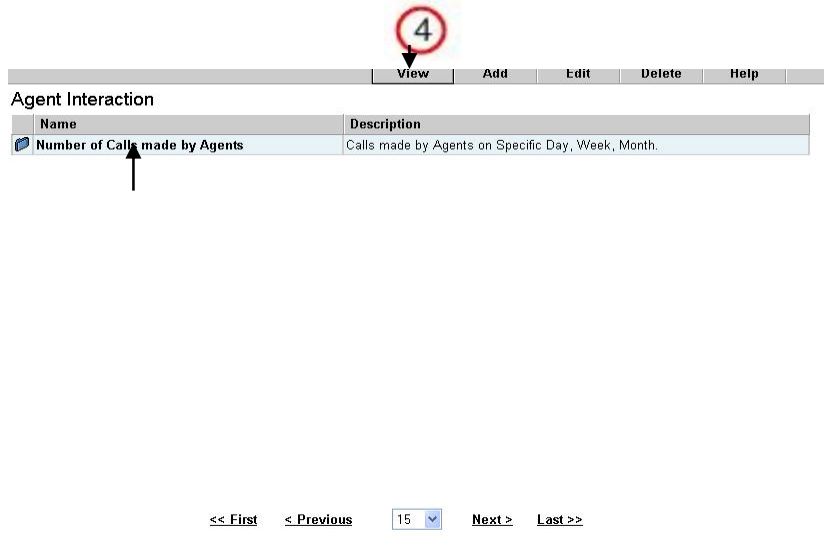 4
View Add Edit Delete Help
Agent Interaction
Name Description
Number of Calls made by Agents Calls made by Agents on Specific Day, Week, Month.
<< First < Previous 15 Next > Last >>